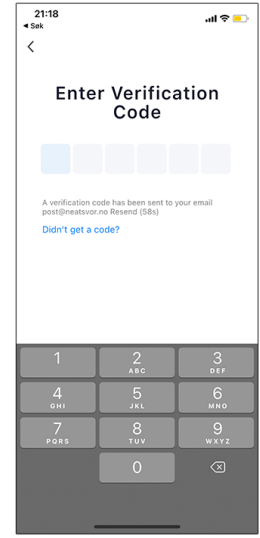 21:18
◀ Søk
Enter Verification
Code
A verification code has been sent to your email
post@neatsvor.no Resend (58s)
Didn't get a code?
1
2
ABC
3
DEF
4
GHI
5
JKL
6
MNO
7
PQRS
8
TUV
9
WXYZ
0